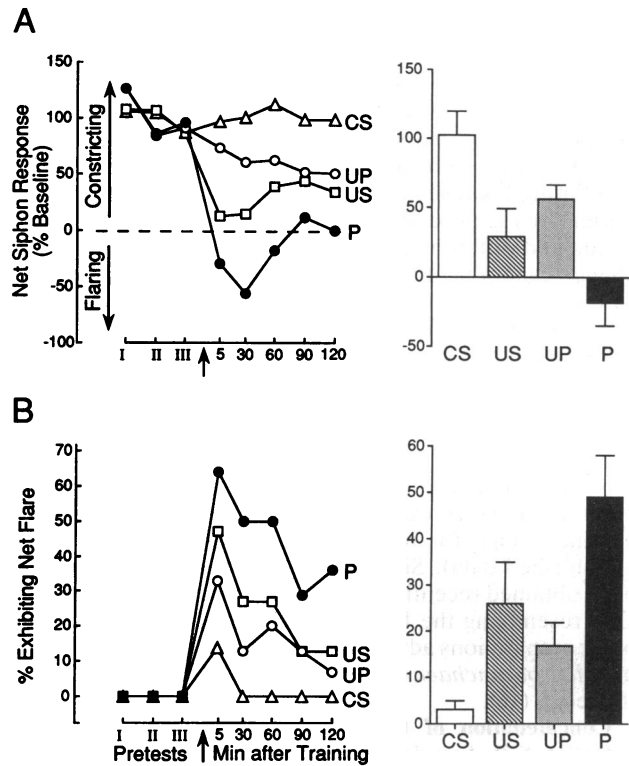 A
Net Siphon Response
(% Baseline)
Constricting
Flaring
150
100
50
0
-50
-100
I II III 5 30 60 90 120
CS
UP
US
P
150
100
50
0
-50
CS US UP P
B
% Exhibiting Net Flare
70
60
50
40
30
20
10
0
P
US
UP
CS
I II III 5 30 60 90 120
Pretests Min after Training
60
50
40
30
20
10
0
CS US UP P